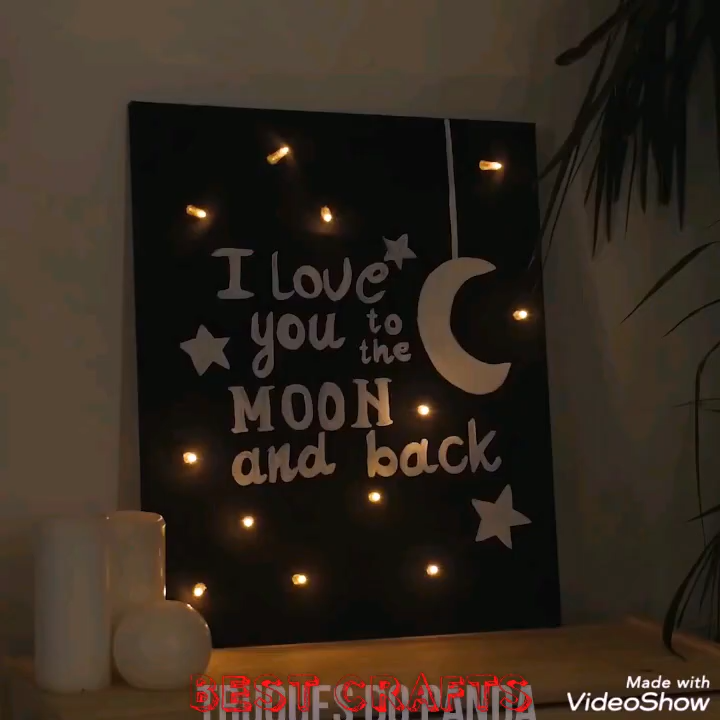 I Love
you to
the
MOON
and back
Made with
VideoShow
BEST CRAFTS